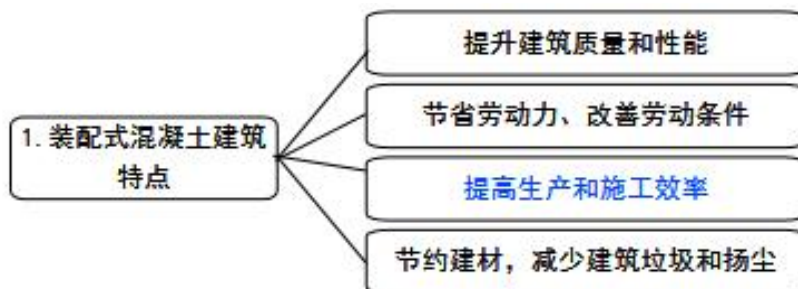 1.装配式混凝土建筑
特点
提升建筑质量和性能
节省劳动力、改善劳动条件
提高生产和施工效率
节约建材，减少建筑垃圾和扬尘